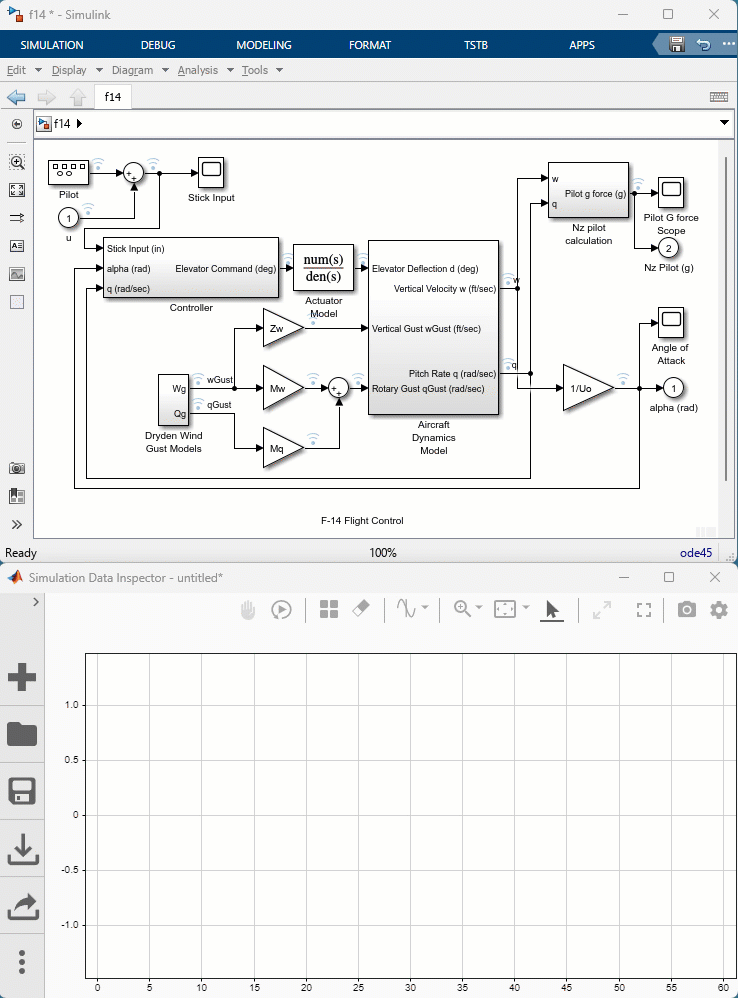 f14 * - Simulink
SIMULATION DEBUG MODELING FORMAT TSTB APPS
Edit Display Diagram Analysis Tools
f14
f14
Pilot
1
u
Stick Input
Stick Input (in)
alpha (rad)
q (rad/sec)
Elevator Command (deg)
Controller
num(s)
den(s)
Actuator
Model
Elevator Deflection d (deg)
Vertical Velocity w (ft/sec)
Vertical Gust wGust (ft/sec)
Pitch Rate q (rad/sec)
Rotary Gust qGust (rad/sec)
Aircraft
Dynamics
Model
w
q
w
q
Pilot g force (g)
Nz pilot
calculation
Pilot G force
Scope
2
Nz Pilot (g)
Angle of
Attack
1/Uo
1
alpha (rad)
Zw
Mw
Mq
Wg
Qg
wGust
qGust
Dryden Wind
Gust Models
F-14 Flight Control
Ready 100% ode45
Simulation Data Inspector - untitled*
1.0
0.5
0
-0.5
-1.0
0 5 10 15 20 25 30 35 40 45 50 55 60